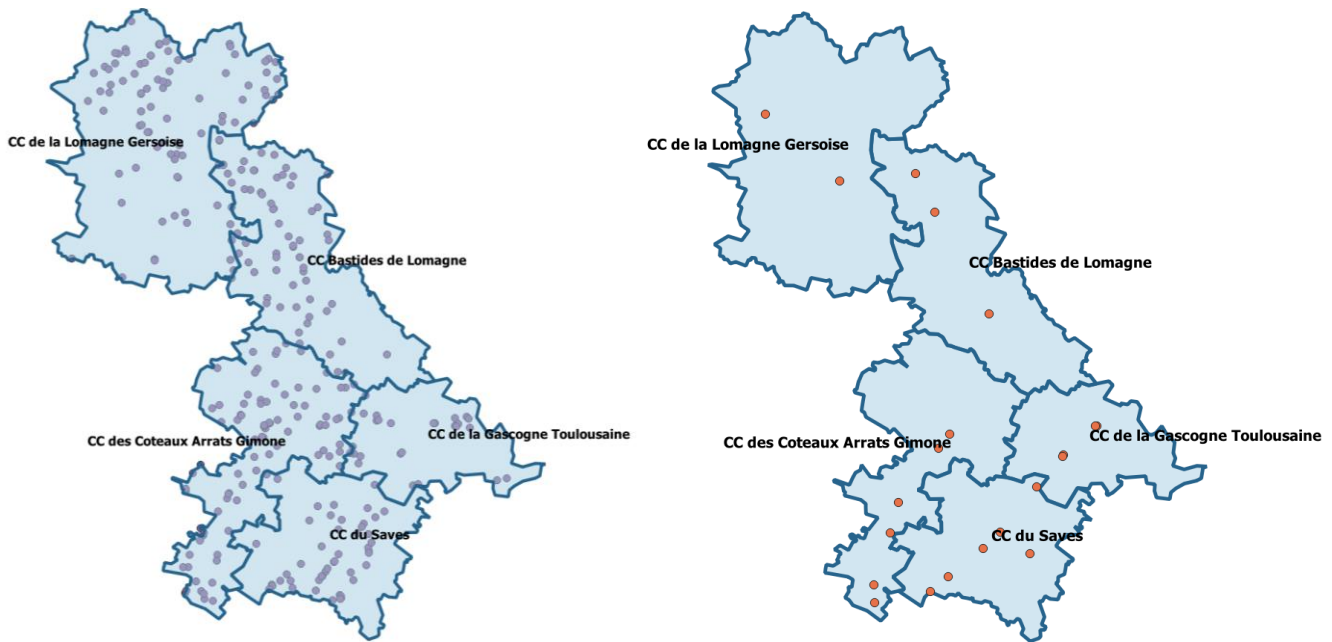 CC de la Lomagne Gersoise
CC Bastides de Lomagne
CC des Coteaux Arrats Gimone
CC de la Gascogne Toulousaine
CC du Saves
CC de la Lomagne Gersoise
CC Bastides de Lomagne
CC des Coteaux Arrats Gimone
CC de la Gascogne Toulousaine
CC du Saves